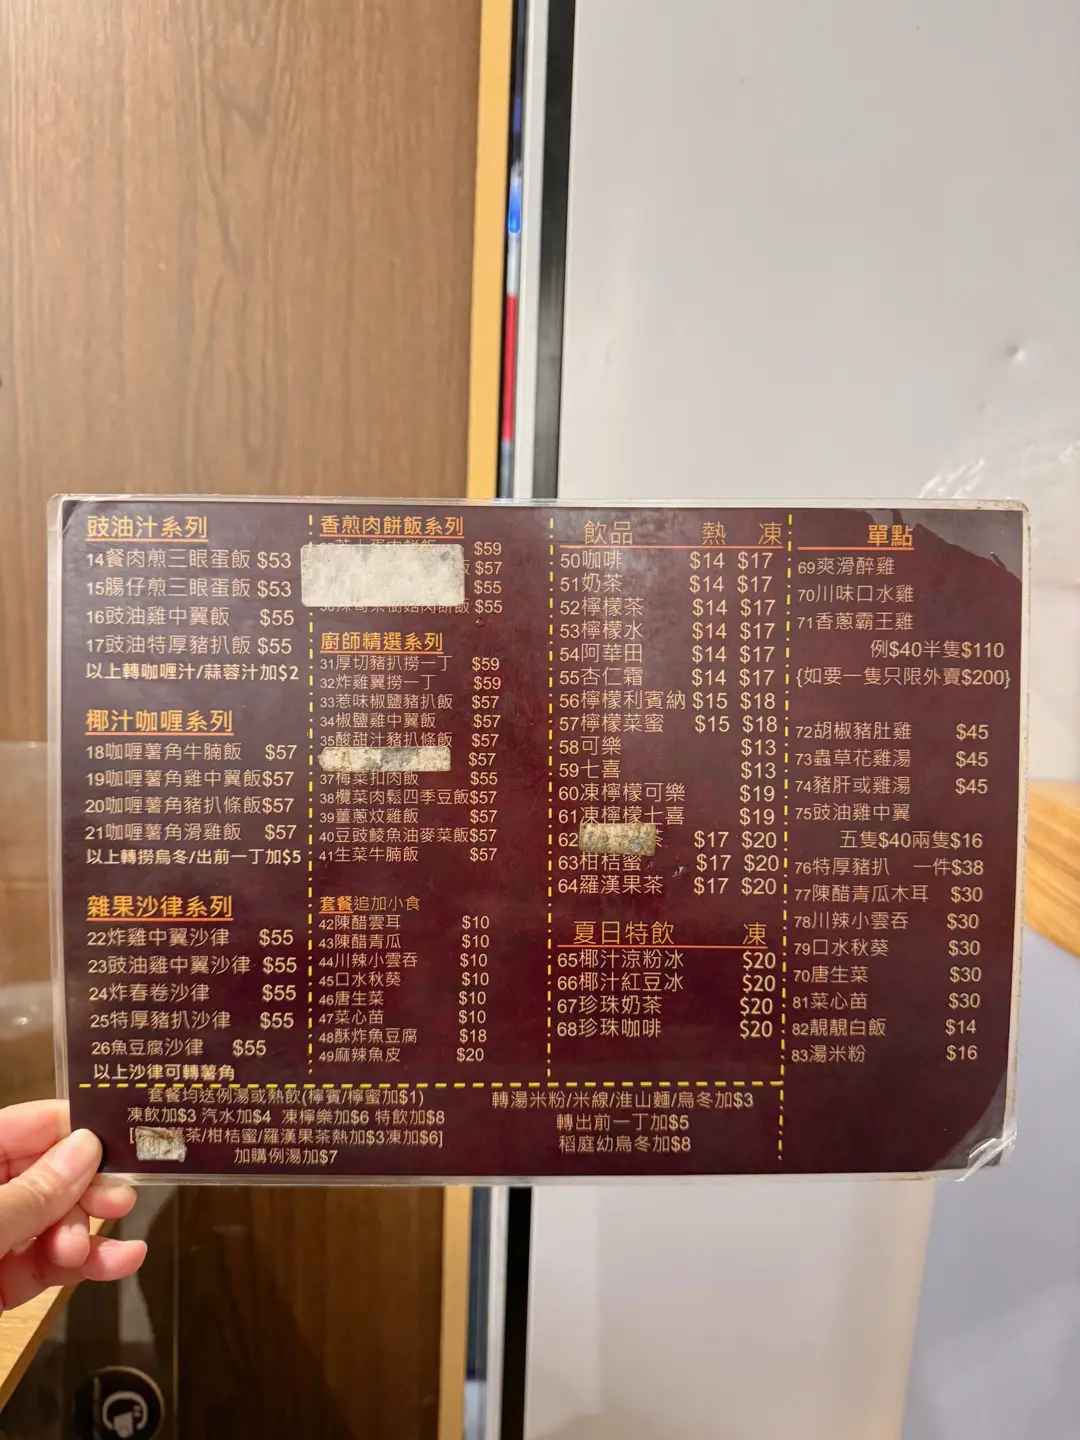 豉油汁系列
14餐肉煎三眼蛋飯 $53
15腸仔煎三眼蛋飯 $53
16豉油雞中翼飯 $55
17豉油特厚豬扒飯 $55
以上轉咖喱汁/蒜蓉汁加$2
椰汁咖喱系列
18咖喱薯角牛腩飯 $57
19咖喱薯角雞中翼飯$57
20咖喱薯角豬扒條飯$57
21咖喱薯角滑雞飯 $57
以上轉撈烏冬/出前一丁加$5
雜果沙律系列
22炸雞中翼沙律 $55
23豉油雞中翼沙律 $55
24炸春卷沙律 $55
25特厚豬扒沙律 $55
26魚豆腐沙律 $55
以上沙律可轉薯角
香煎肉餅飯系列
$59
飯 $57
$55
菇肉餅飯 $55
廚師精選系列
31厚切豬扒撈一丁 $59
32炸雞翼撈一丁 $59
33惹味椒鹽豬扒飯 $57
34椒鹽雞中翼飯 $57
35酸甜汁豬扒條飯 $57
$57
37梅菜扣肉飯 $55
38欖菜肉鬆四季豆飯$57
39薑蔥炆雞飯 $57
40豆豉鯪魚油麥菜飯$57
41生菜牛腩飯 $57
套餐追加小食
42陳醋雲耳 $10
43陳醋青瓜 $10
44川辣小雲吞 $10
45口水秋葵 $10
46唐生菜 $10
47菜心苗 $10
48酥炸魚豆腐 $18
49麻辣魚皮 $20
飲品 熱 凍
50咖啡 $14 $17
51奶茶 $14 $17
52檸檬茶 $14 $17
53檸檬水 $14 $17
54阿華田 $14 $17
55杏仁霜 $14 $17
56檸檬利賓納 $15 $18
57檸檬菜蜜 $15 $18
58可樂 $13
59七喜 $13
60凍檸檬可樂 $19
61凍檸檬七喜 $19
62 茶 $17 $20
63柑桔蜜 $17 $20
64羅漢果茶 $17 $20
夏日特飲 凍
65椰汁涼粉冰 $20
66椰汁紅豆冰 $20
67珍珠奶茶 $20
68珍珠咖啡 $20
單點
69爽滑醉雞
70川味口水雞
71香蔥霸王雞
例$40半隻$110
{如要一隻只限外賣$200}
72胡椒豬肚雞 $45
73蟲草花雞湯 $45
74豬肝或雞湯 $45
75豉油雞中翼
五隻$40兩隻$16
76特厚豬扒 一件$38
77陳醋青瓜木耳 $30
78川辣小雲吞 $30
79口水秋葵 $30
70唐生菜 $30
81菜心苗 $30
82靚靚白飯 $14
83湯米粉 $16
套餐均送例湯或熱飲(檸賓/檸蜜加$1)
凍飲加$3 汽水加$4 凍檸樂加$6 特飲加$8
茶/柑桔蜜/羅漢果茶熱加$3凍加$6]
加購例湯加$7
轉湯米粉/米線/淮山麵/烏冬加$3
轉出前一丁加$5
稻庭幼烏冬加$8